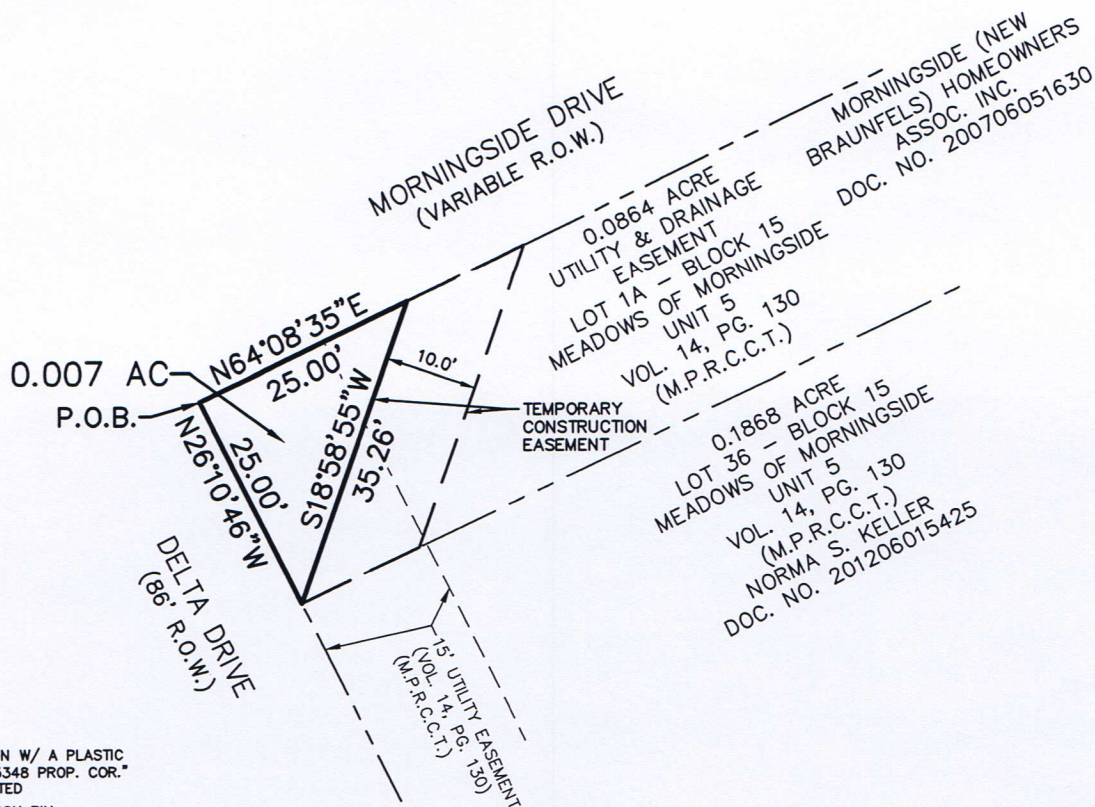 MORNINGSIDE DRIVE
(VARIABLE R.O.W.)
MORNINGSIDE (NEW
BRAUNFELS) HOMEOWNERS
ASSOC. INC.
DOC. NO. 200706051630
0.0864 ACRE
UTILITY & DRAINAGE
EASEMENT
LOT 1A – BLOCK 15
MEADOWS OF MORNINGSIDE
UNIT 5
VOL. 14, PG. 130
(M.P.R.C.C.T.)
N64°08'35"E
25.00'
0.007 AC
P.O.B.
N26°10'46"W
25.00'
S18°58'55"W
35.26'
10.0'
TEMPORARY
CONSTRUCTION
EASEMENT
0.1868 ACRE
LOT 36 – BLOCK 15
MEADOWS OF MORNINGSIDE
UNIT 5
VOL. 14, PG. 130
(M.P.R.C.C.T.)
NORMA S. KELLER
DOC. NO. 201206015425
DELTA DRIVE
(86' R.O.W.)
15' UTILITY EASEMENT
(VOL. 14, PG. 130)
(M.P.R.C.C.T.)
N W/ A PLASTIC
5348 PROP. COR."
TED